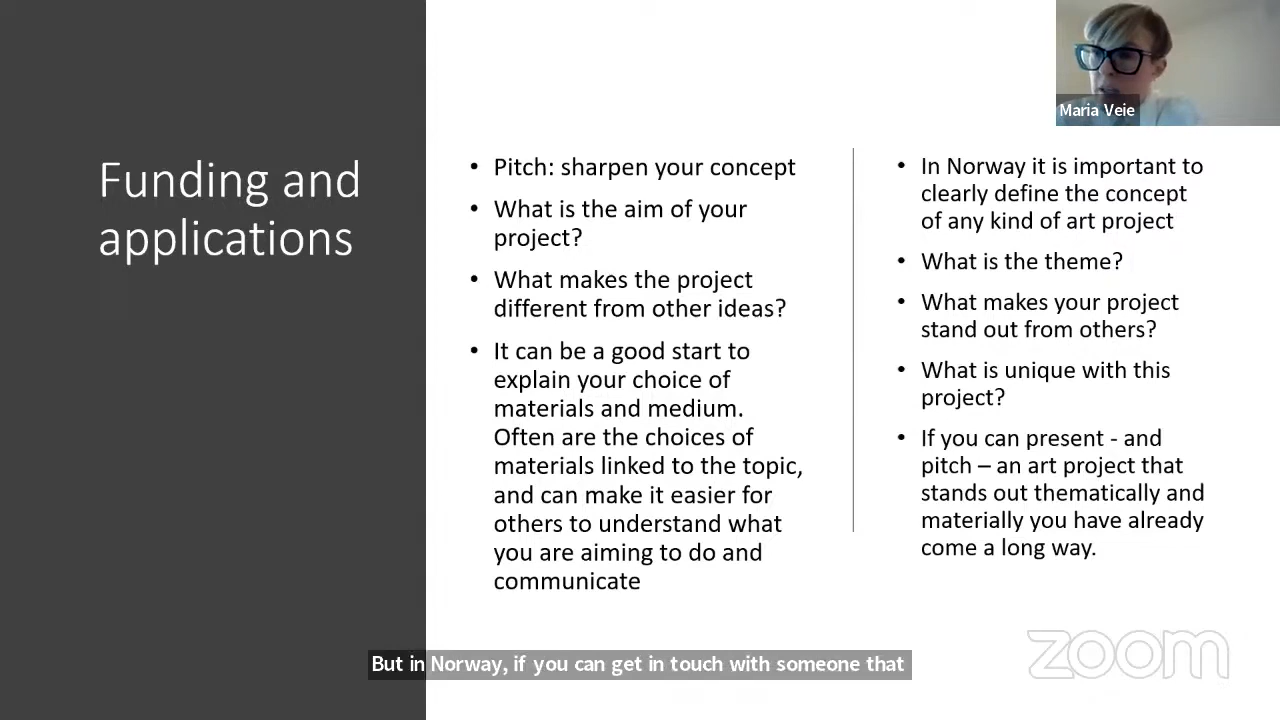 Maria Veie
Funding and
applications
• Pitch: sharpen your concept
• What is the aim of your
project?
• What makes the project
different from other ideas?
• It can be a good start to
explain your choice of
materials and medium.
Often are the choices of
materials linked to the topic,
and can make it easier for
others to understand what
you are aiming to do and
communicate
• In Norway it is important to
clearly define the concept
of any kind of art project
• What is the theme?
• What makes your project
stand out from others?
• What is unique with this
project?
• If you can present - and
pitch – an art project that
stands out thematically and
materially you have already
come a long way.
zoom
But in Norway, if you can get in touch with someone that